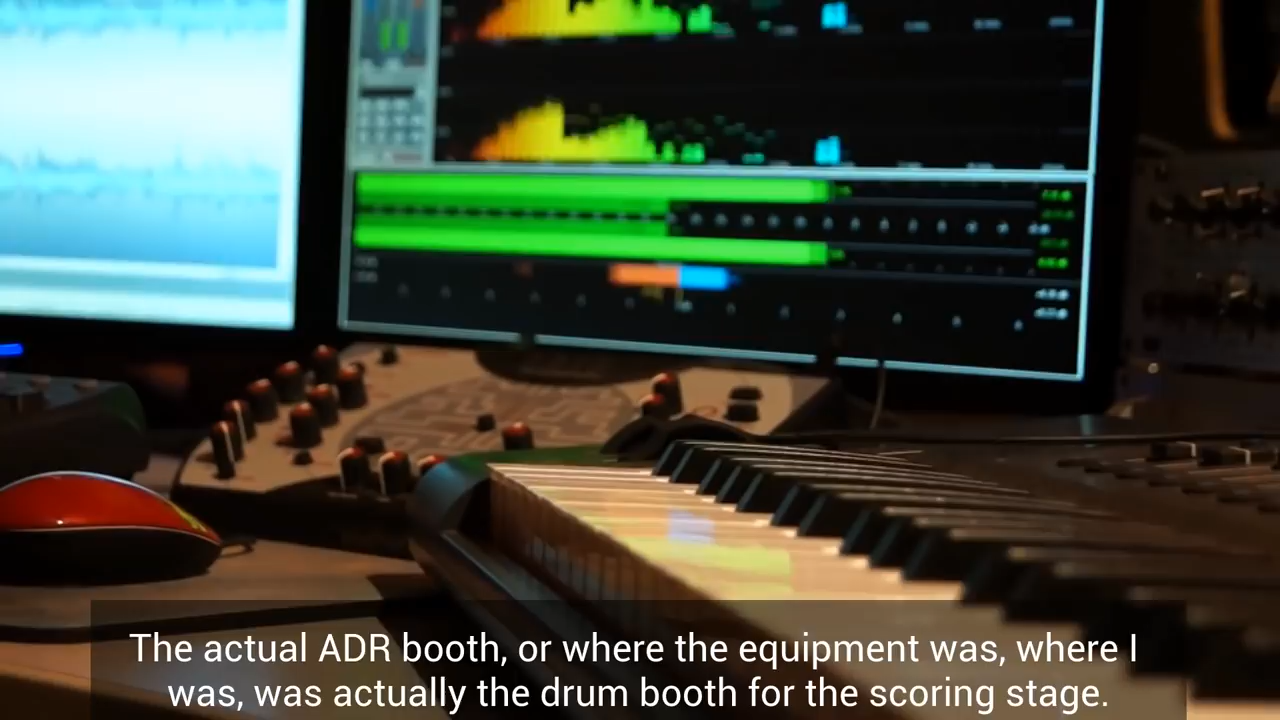 The actual ADR booth, or where the equipment was, where I
was, was actually the drum booth for the scoring stage.